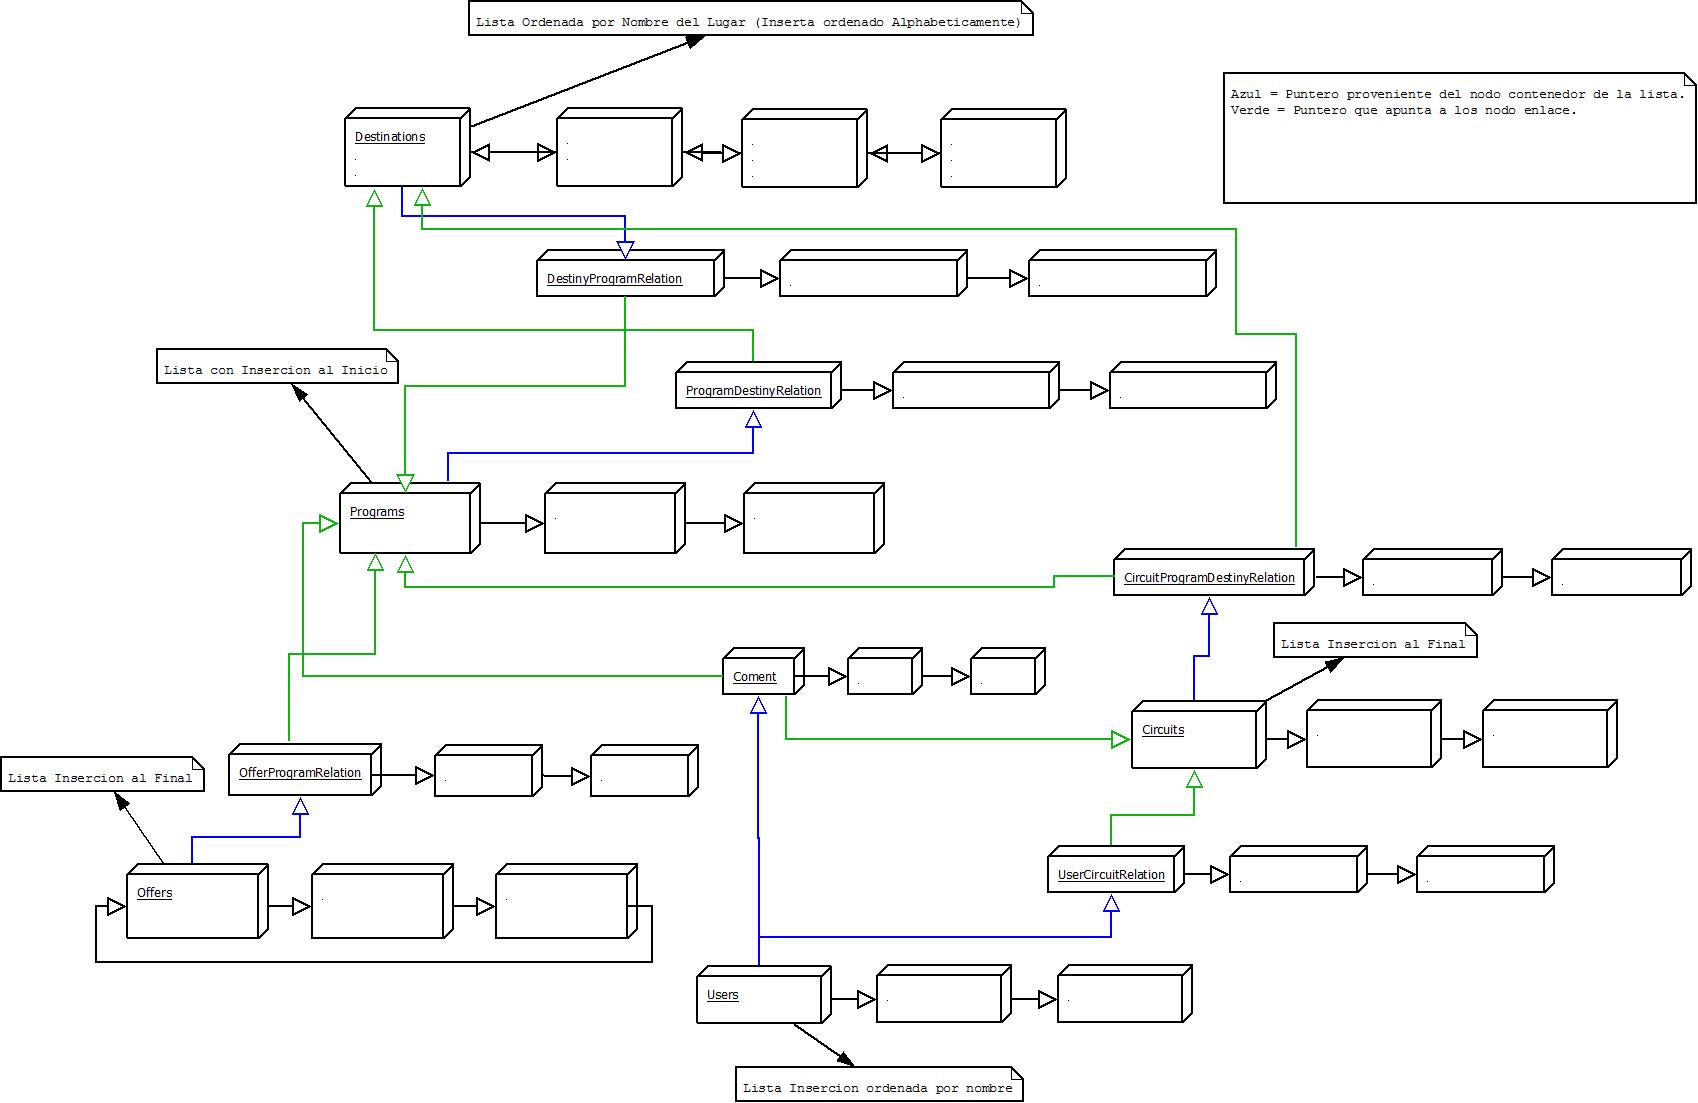 Lista Ordenada por Nombre del Lugar (Inserta ordenado Alphabeticamente)
Azul = Puntero proveniente del nodo contenedor de la lista.
Verde = Puntero que apunta a los nodo enlace.
Destinations
DestinyProgramRelation
Lista con Insercion al Inicio
ProgramDestinyRelation
Programs
CircuitProgramDestinyRelation
Lista Insercion al Final
Coment
Circuits
Lista Insercion al Final
OfferProgramRelation
Offers
UserCircuitRelation
Users
Lista Insercion ordenada por nombre